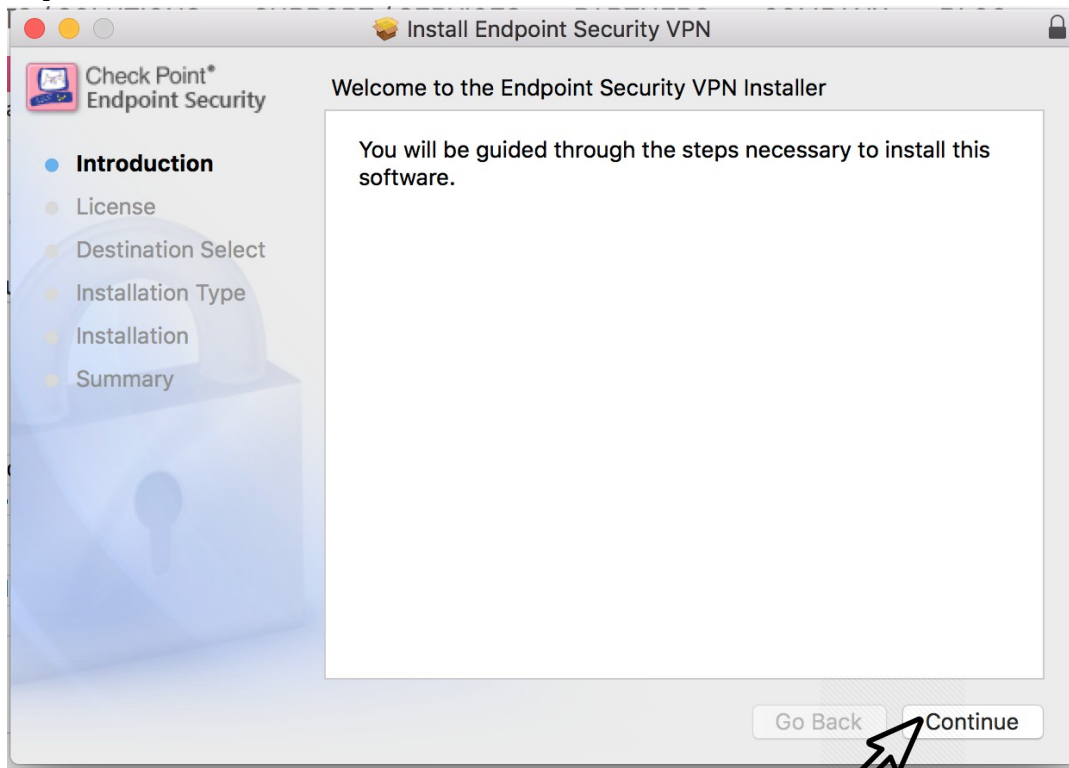 Install Endpoint Security VPN
Check Point®
Endpoint Security
Welcome to the Endpoint Security VPN Installer
Introduction
License
Destination Select
Installation Type
Installation
Summary
You will be guided through the steps necessary to install this
software.
Go Back
Continue